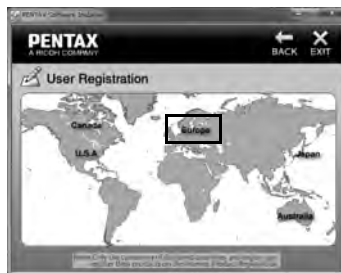 PENTAX Software Installer
PENTAX
A RICOH COMPANY
BACK
EXIT
User Registration
Canada
Europe
U.S.A
Japan
Australia